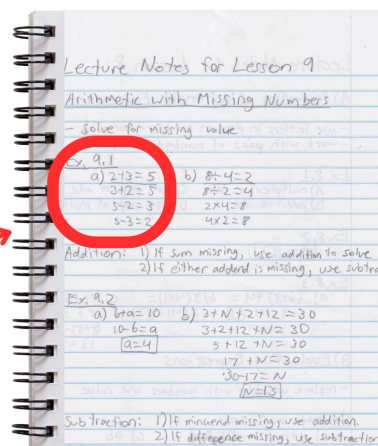 Lecture Notes for Lesson 9
Arithmetic with Missing Numbers
- Solve for missing value
Ex. 9.1
a) 2+3=5 b) 8÷4=2
3+2=5 8÷2=4
5-2=3 2×4=8
5-3=2 4×2=8
Addition: 1) If sum missing, use addition to solve
2) If either addend is missing, use subtrac
Ex. 9.2
a) 6+a=10 b) 3+N+2+12=30
10-6=a 3+2+12+N=30
a=4 5+12+N=30
17+N=30
30-17=N
N=13
Subtraction: 1) If minuend missing, use addition.
2) If difference missing, use subtraction